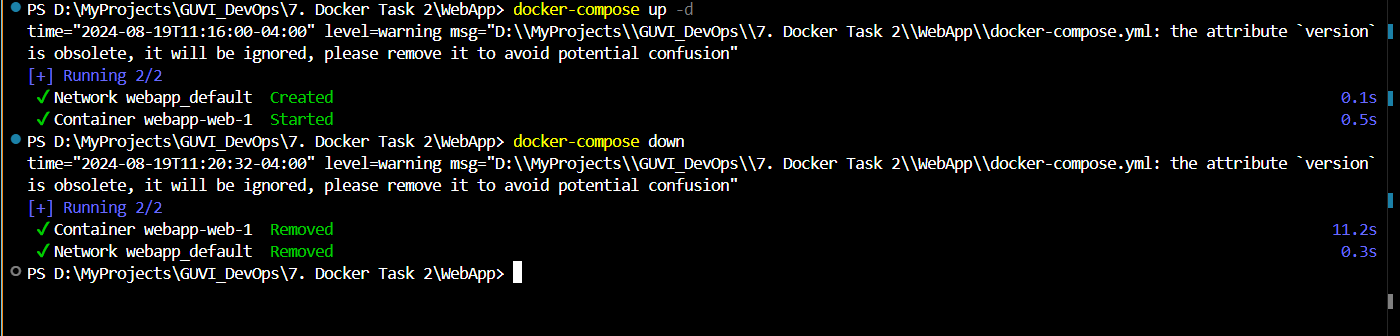 PS D:\MyProjects\GUVI_DevOps\7. Docker Task 2\WebApp> docker-compose up -d
time="2024-08-19T11:16:00-04:00" level=warning msg="D:\\MyProjects\\GUVI_DevOps\\7. Docker Task 2\\WebApp\\docker-compose.yml: the attribute `version`
is obsolete, it will be ignored, please remove it to avoid potential confusion"
[+] Running 2/2
✔ Network webapp_default  Created 0.1s
✔ Container webapp-web-1  Started 0.5s
PS D:\MyProjects\GUVI_DevOps\7. Docker Task 2\WebApp> docker-compose down
time="2024-08-19T11:20:32-04:00" level=warning msg="D:\\MyProjects\\GUVI_DevOps\\7. Docker Task 2\\WebApp\\docker-compose.yml: the attribute `version`
is obsolete, it will be ignored, please remove it to avoid potential confusion"
[+] Running 2/2
✔ Container webapp-web-1  Removed 11.2s
✔ Network webapp_default  Removed 0.3s
PS D:\MyProjects\GUVI_DevOps\7. Docker Task 2\WebApp>